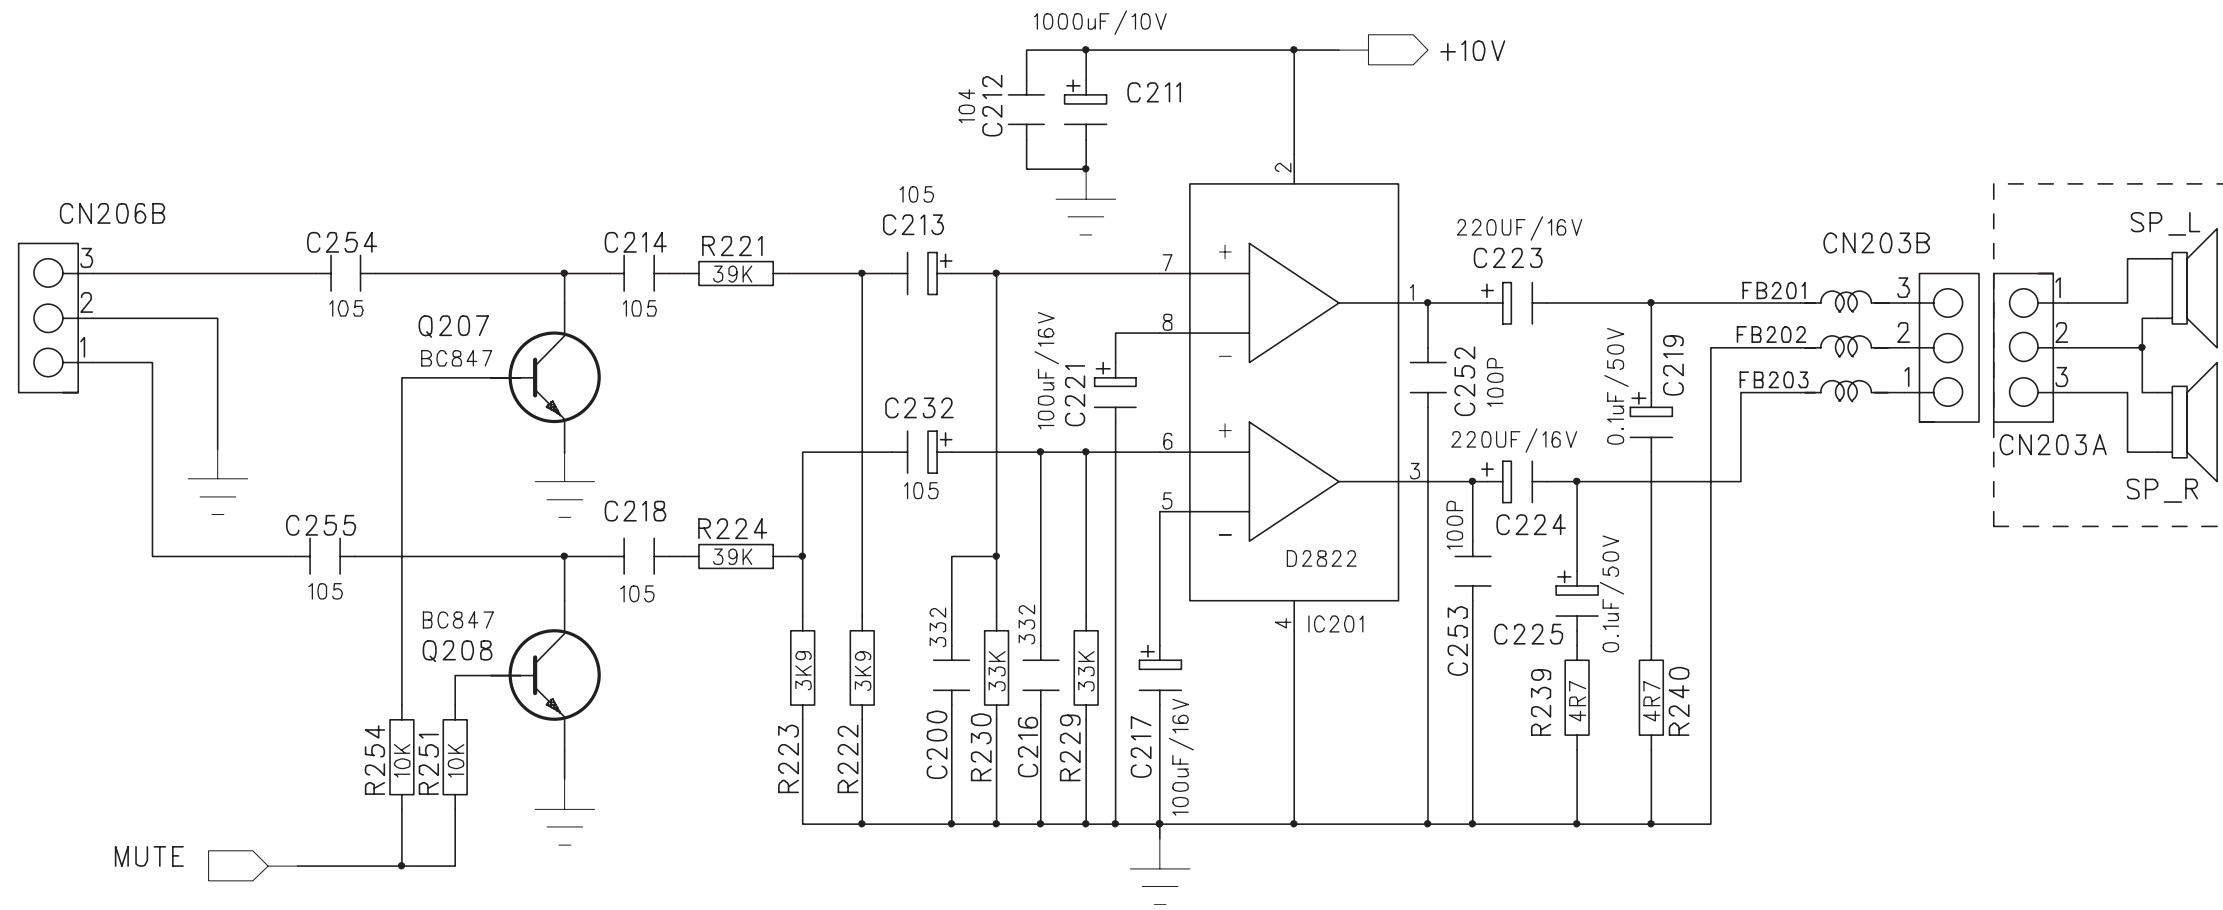 1000uF/10V
+10V
104
C212
+
C211
2
CN206B
3
2
1
C254
105
C214
105
R221
39K
105
C213
+
7
+
8
-
Q207
BC847
100uF/16V
C221
+
C232
+
105
6
+
5
-
D2822
IC201
4
1
220UF/16V
C223
+
C252
100P
220UF/16V
3
+
C224
100P
C253
0.1uF/50V
C219
+
+
C225
0.1uF/50V
R239
4R7
4R7
R240
CN203B
FB201
3
FB202
2
FB203
1
1
2
3
CN203A
SP_L
SP_R
C255
105
C218
105
R224
39K
BC847
Q208
R254
10K
R251
10K
3K9
R223
3K9
R222
332
C200
33K
R230
332
C216
33K
R229
+
C217
100uF/16V
MUTE